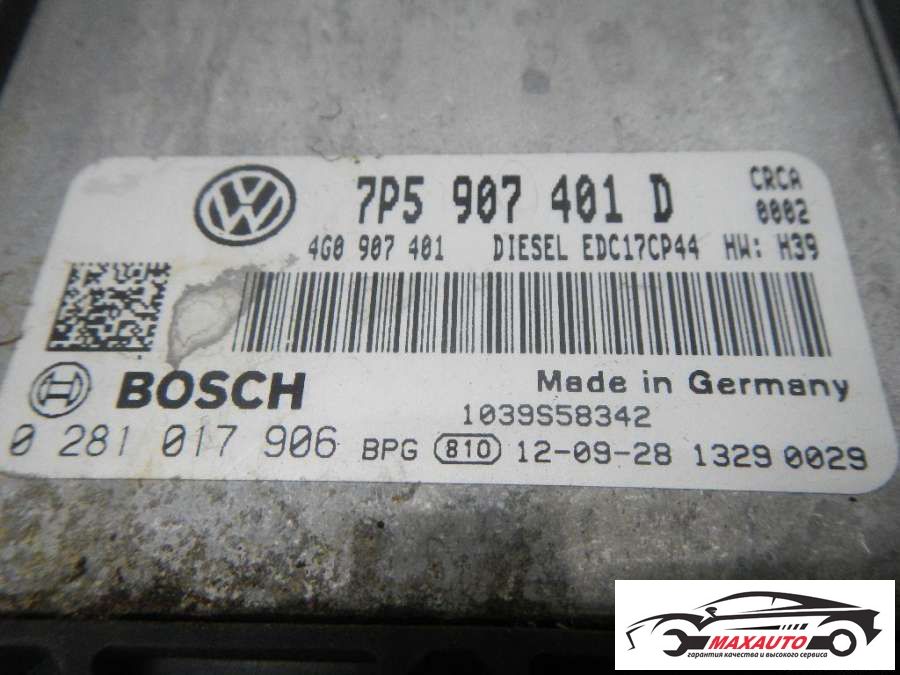 7P5 907 401 D
CRCA
0002
4G0 907 401 DIESEL EDC17CP44 HW: H39
BOSCH
Made in Germany
1039S58342
0 281 017 906 BPG 810 12-09-28 1329 0029
MAXAUTO
гарантия качества и высокого сервиса